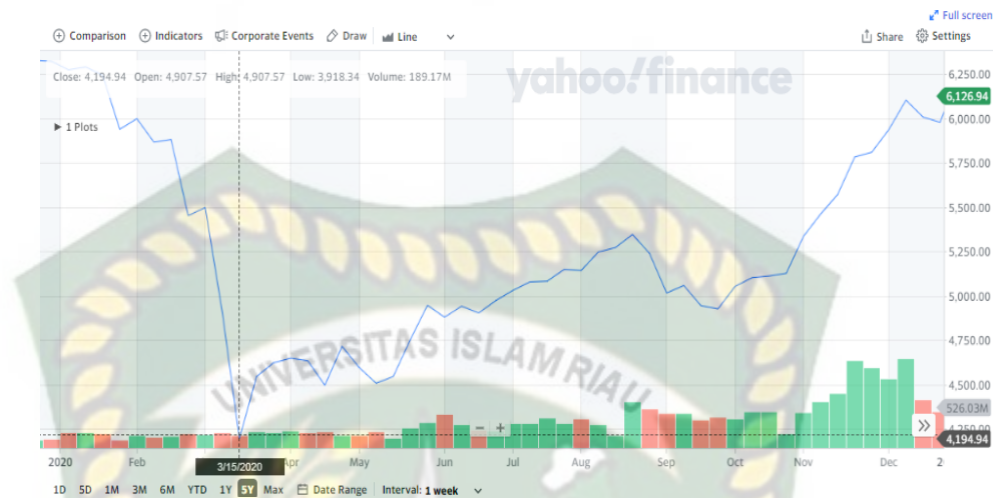 Full screen
Comparison Indicators Corporate Events Draw Line Share Settings
Close: 4,194.94 Open: 4,907.57 High: 4,907.57 Low: 3,918.34 Volume: 189.17M
yahoo!finance
6,250.00
6,126.94
6,000.00
1 Plots
5,750.00
5,500.00
5,250.00
5,000.00
4,750.00
UNIVERSITAS ISLAM RIAU
4,500.00
526.03M
4,250.00
4,194.94
2020 Feb Apr May Jun Jul Aug Sep Oct Nov Dec 2
3/15/2020
1D 5D 1M 3M 6M YTD 1Y 5Y Max Date Range Interval: 1 week